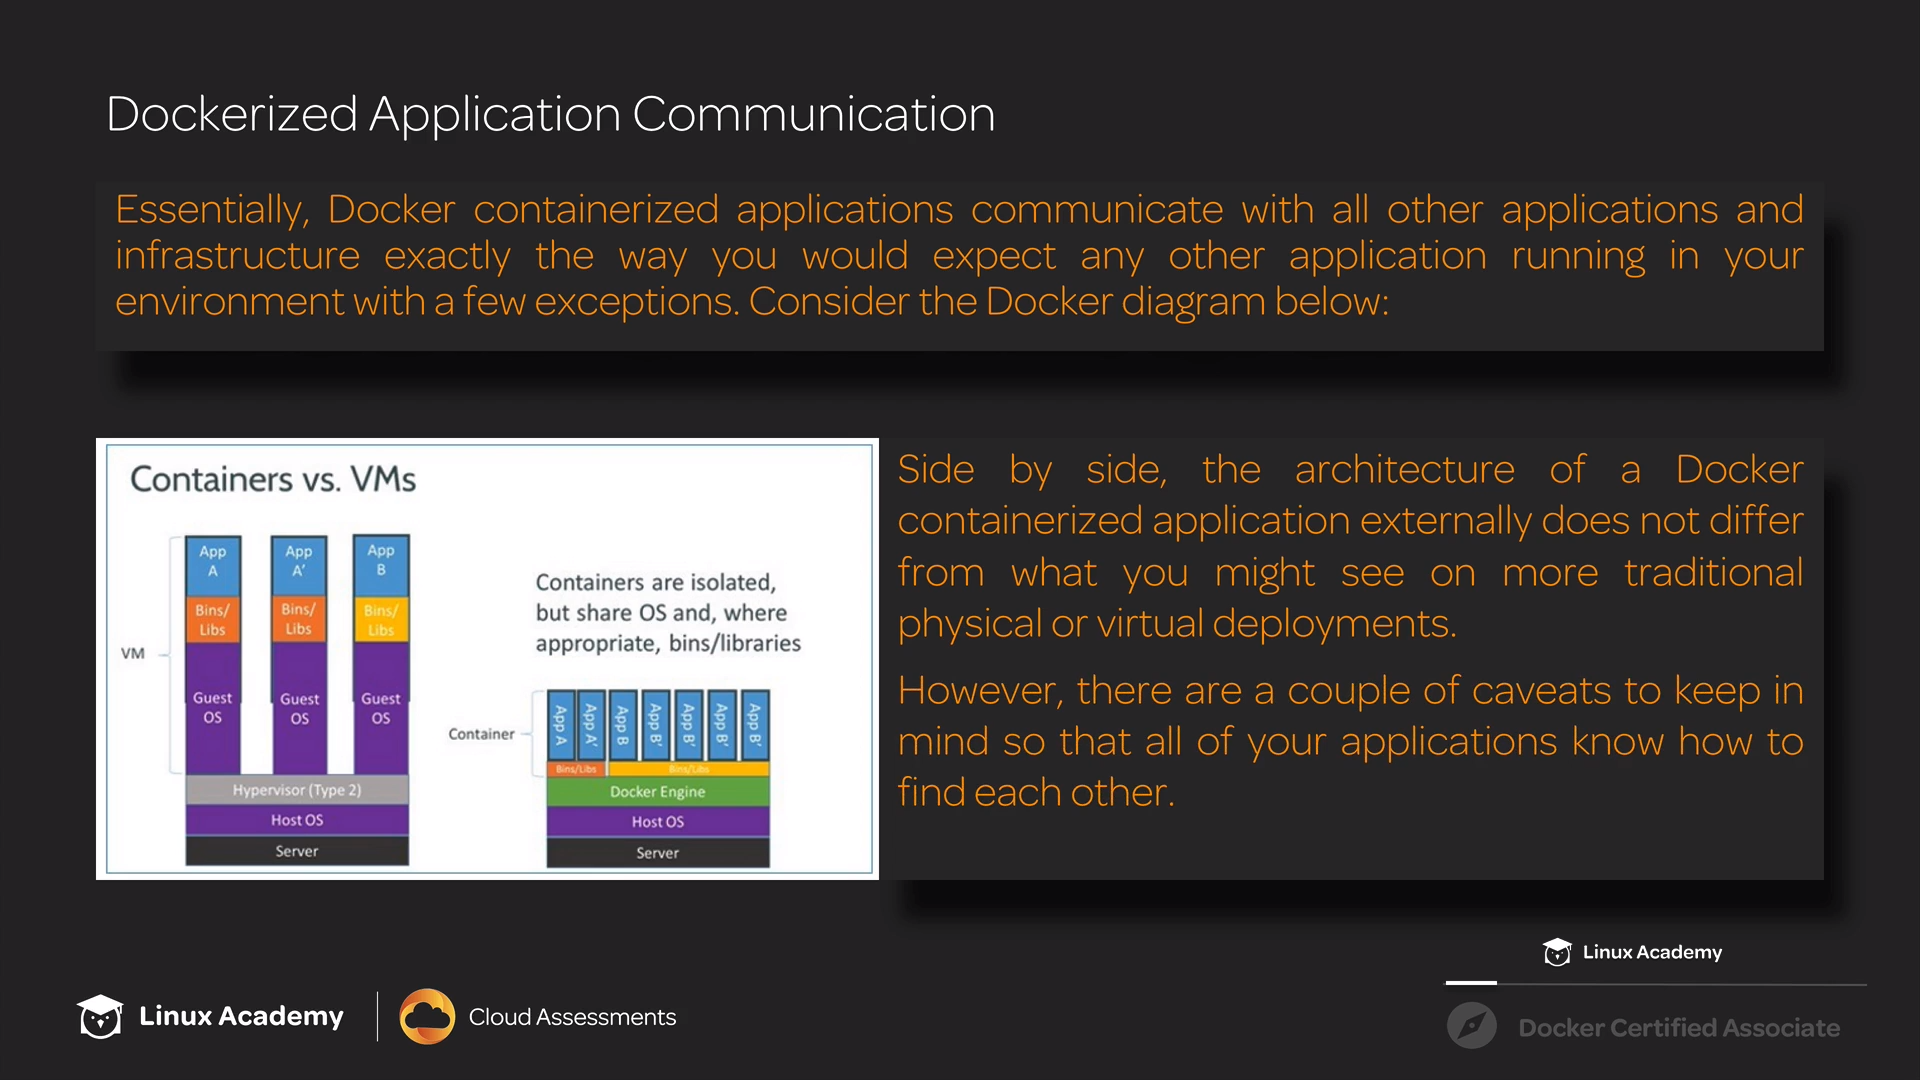 Dockerized Application Communication
Essentially, Docker containerized applications communicate with all other applications and
infrastructure exactly the way you would expect any other application running in your
environment with a few exceptions. Consider the Docker diagram below:
Containers vs. VMs
App
A
App
A’
App
B
Bins/
Libs
Bins/
Libs
Bins/
Libs
VM
Guest
OS
Guest
OS
Guest
OS
Hypervisor (Type 2)
Host OS
Server
Containers are isolated,
but share OS and, where
appropriate, bins/libraries
Container
App A
App A’
App B
App B’
App B’
App B’
App B’
Bins/Libs
Bins/Libs
Docker Engine
Host OS
Server
Side by side, the architecture of a Docker
containerized application externally does not differ
from what you might see on more traditional
physical or virtual deployments.
However, there are a couple of caveats to keep in
mind so that all of your applications know how to
find each other.
Linux Academy
Linux Academy
Cloud Assessments
Docker Certified Associate